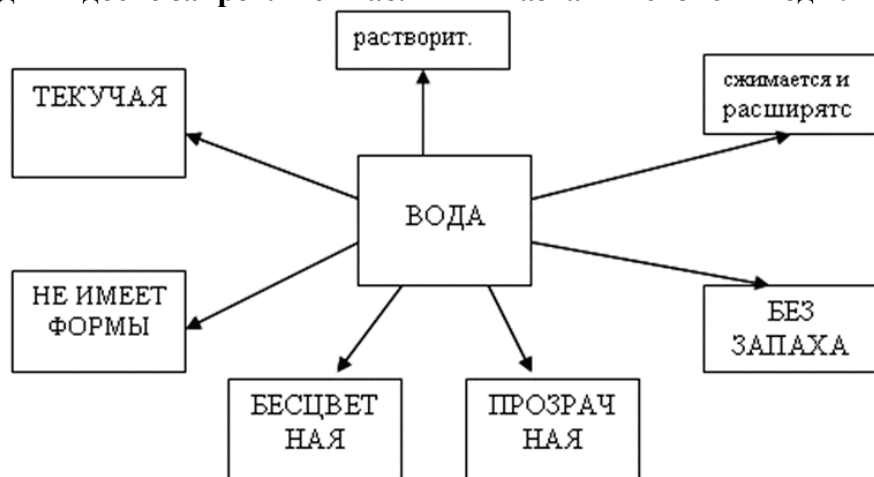 растворит.
ТЕКУЧАЯ
сжимается и
расширятс
ВОДА
НЕ ИМЕЕТ
ФОРМЫ
БЕЗ
ЗАПАХА
БЕСЦВЕТ
НАЯ
ПРОЗРАЧ
НАЯ